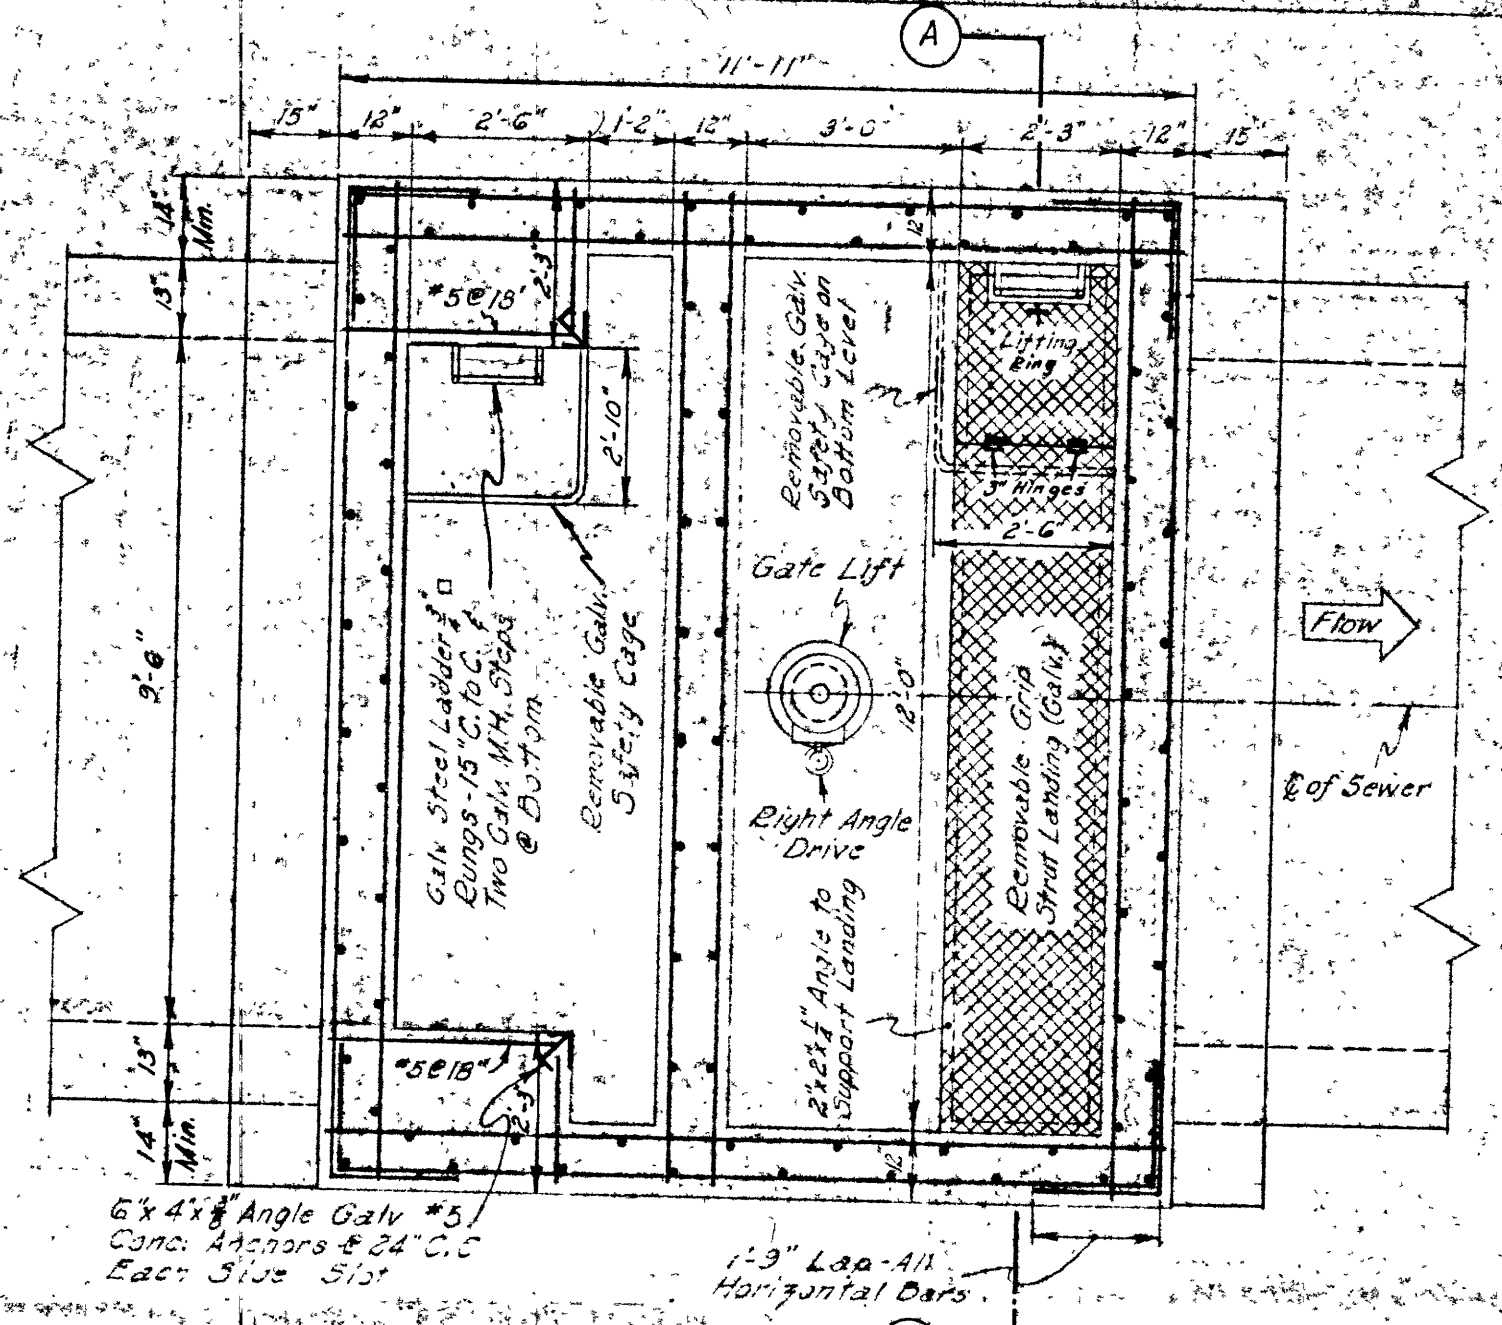 A
11'-11"
15"
12"
2'-6"
1'-2"
12"
3'-0"
2'-3"
12"
15"
14"
Min.
13"
9'-6"
13"
14"
Min.
#5@18"
2'-3"
12"
2'-10"
Removable Galv.
Safety Cage on
Bottom Level
Lifting
Ring
3" Hinges
2'-6"
Gate Lift
Flow
Galv. Steel Ladder 3/4" □
Rungs - 15" C. to C. &
Two Galv. M.H. Steps
@ Bottom
Removable Galv.
Safety Cage
12'-0"
Removable Grip
Strut Landing (Galv.)
℄ of Sewer
Right Angle
Drive
2"x2"x1/4" Angle to
Support Landing
#5@18"
2'-3"
12"
6"x4"x3/8" Angle Galv #5
Conc. Anchors @ 24" C.C
Each Side Slot
1'-9" Lap-All
Horizontal Bars.